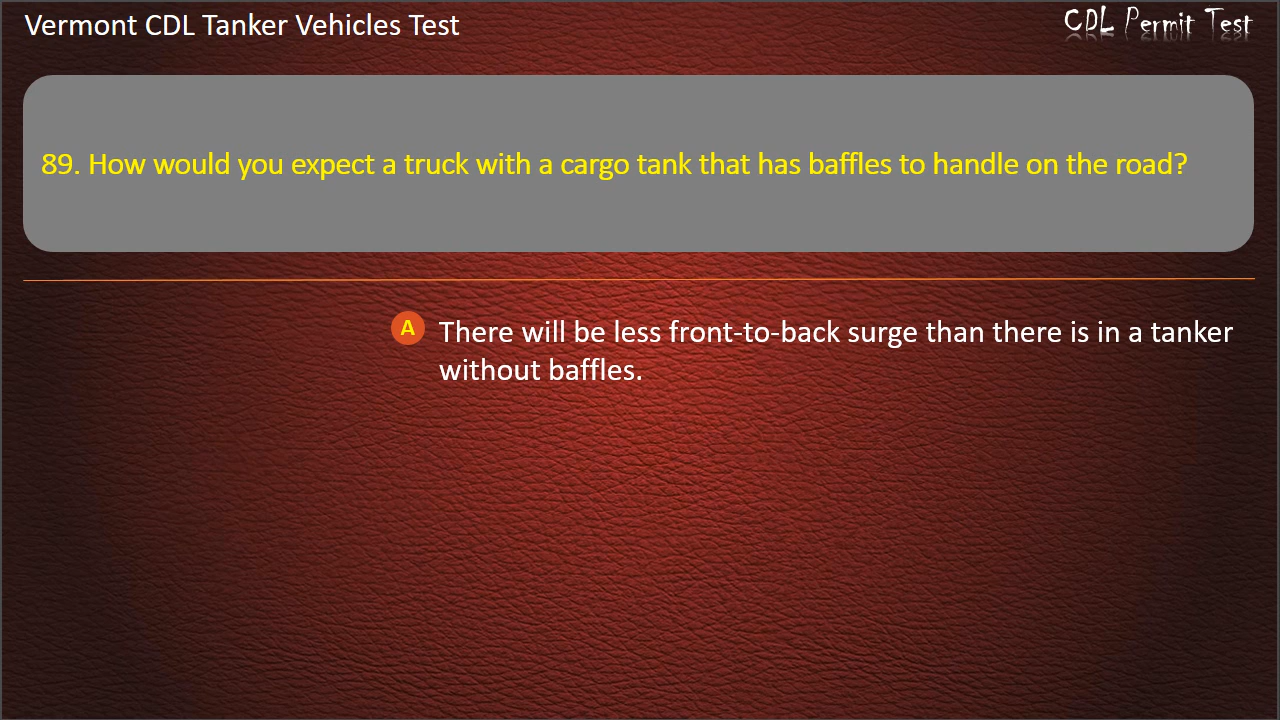 Vermont CDL Tanker Vehicles Test
CDL Permit Test
89. How would you expect a truck with a cargo tank that has baffles to handle on the road?
A There will be less front-to-back surge than there is in a tanker
without baffles.